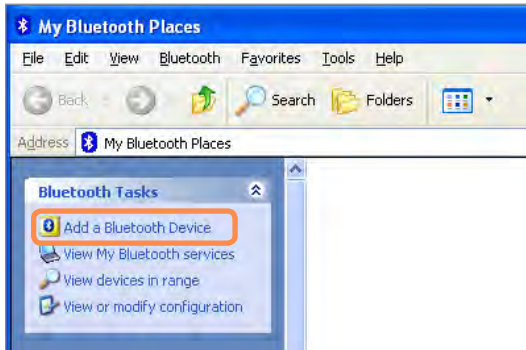 My Bluetooth Places
File Edit View Bluetooth Favorites Tools Help
Back Search Folders
Address My Bluetooth Places
Bluetooth Tasks
Add a Bluetooth Device
View My Bluetooth services
View devices in range
View or modify configuration